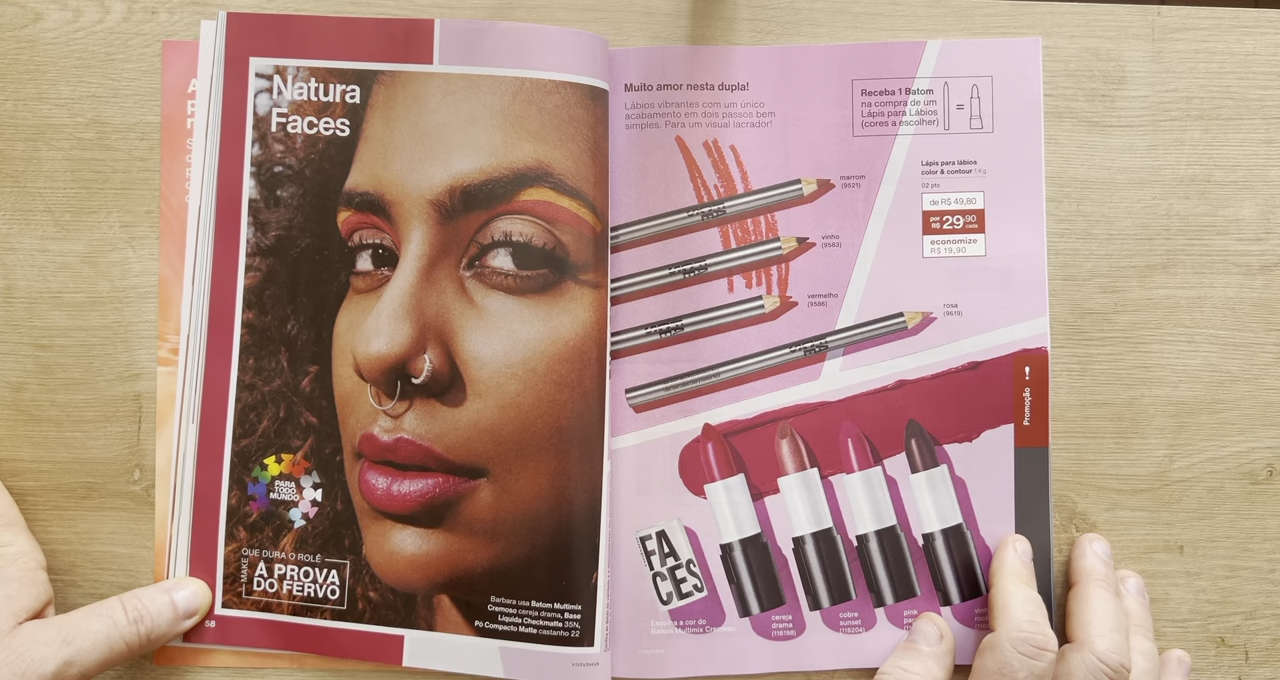 Natura
Faces
PARA
TODO
MUNDO
QUE DURA O ROLÊ
MAKE
À PROVA
DO FERVO
Barbara usa Batom Multimix
Cremoso cereja drama, Base
Líquida Checkmatte 35N,
Pó Compacto Matte castanho 22
58
Muito amor nesta dupla!
Lábios vibrantes com um único
acabamento em dois passos bem
simples. Para um visual lacrador!
Receba 1 Batom
na compra de um
Lápis para Lábios
(cores a escolher)
=
Lápis para lábios
color & contour 1,4 g
02 pts
de R$ 49,80
por
R$ 29,90
cada
economize
R$ 19,90
marrom
(9521)
vinho
(9583)
vermelho
(9586)
rosa
(9619)
Promoção !
FA
CES
Escolha a cor do
Batom Multimix Cremoso
cereja
drama
(116198)
cobre
sunset
(116204)
pink